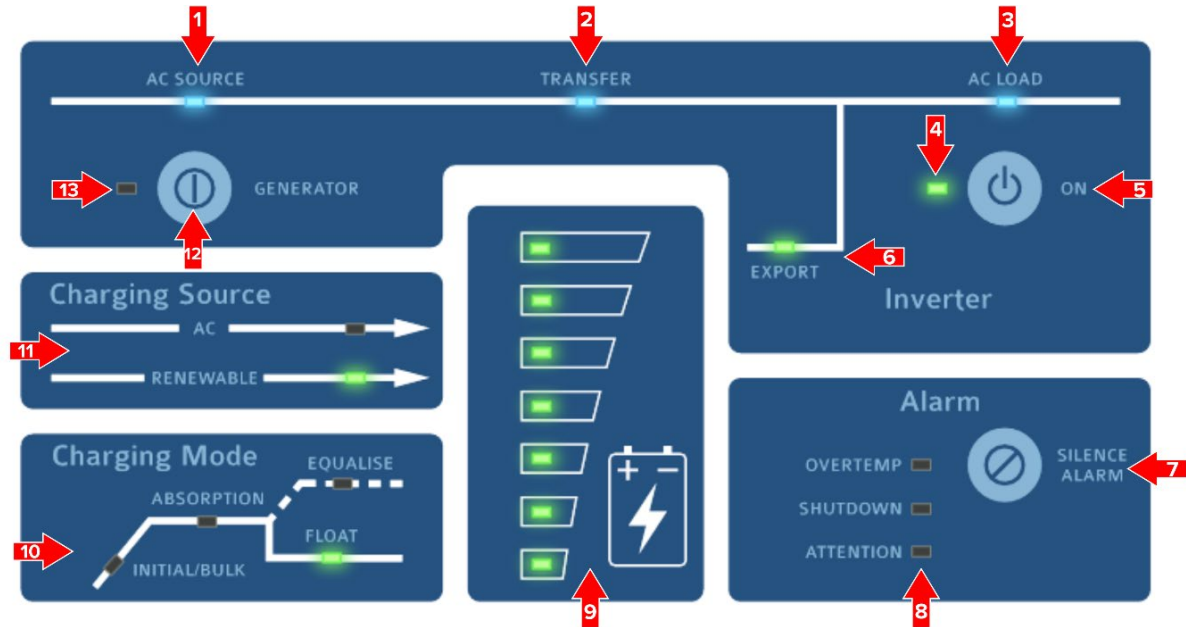 1
2
3
AC SOURCE
TRANSFER
AC LOAD
4
13
GENERATOR
ON
5
12
6
EXPORT
Inverter
Charging Source
AC
11
RENEWABLE
Charging Mode
EQUALISE
ABSORPTION
FLOAT
10
INITIAL/BULK
+ −
9
Alarm
OVERTEMP
SILENCE
ALARM
7
SHUTDOWN
ATTENTION
8